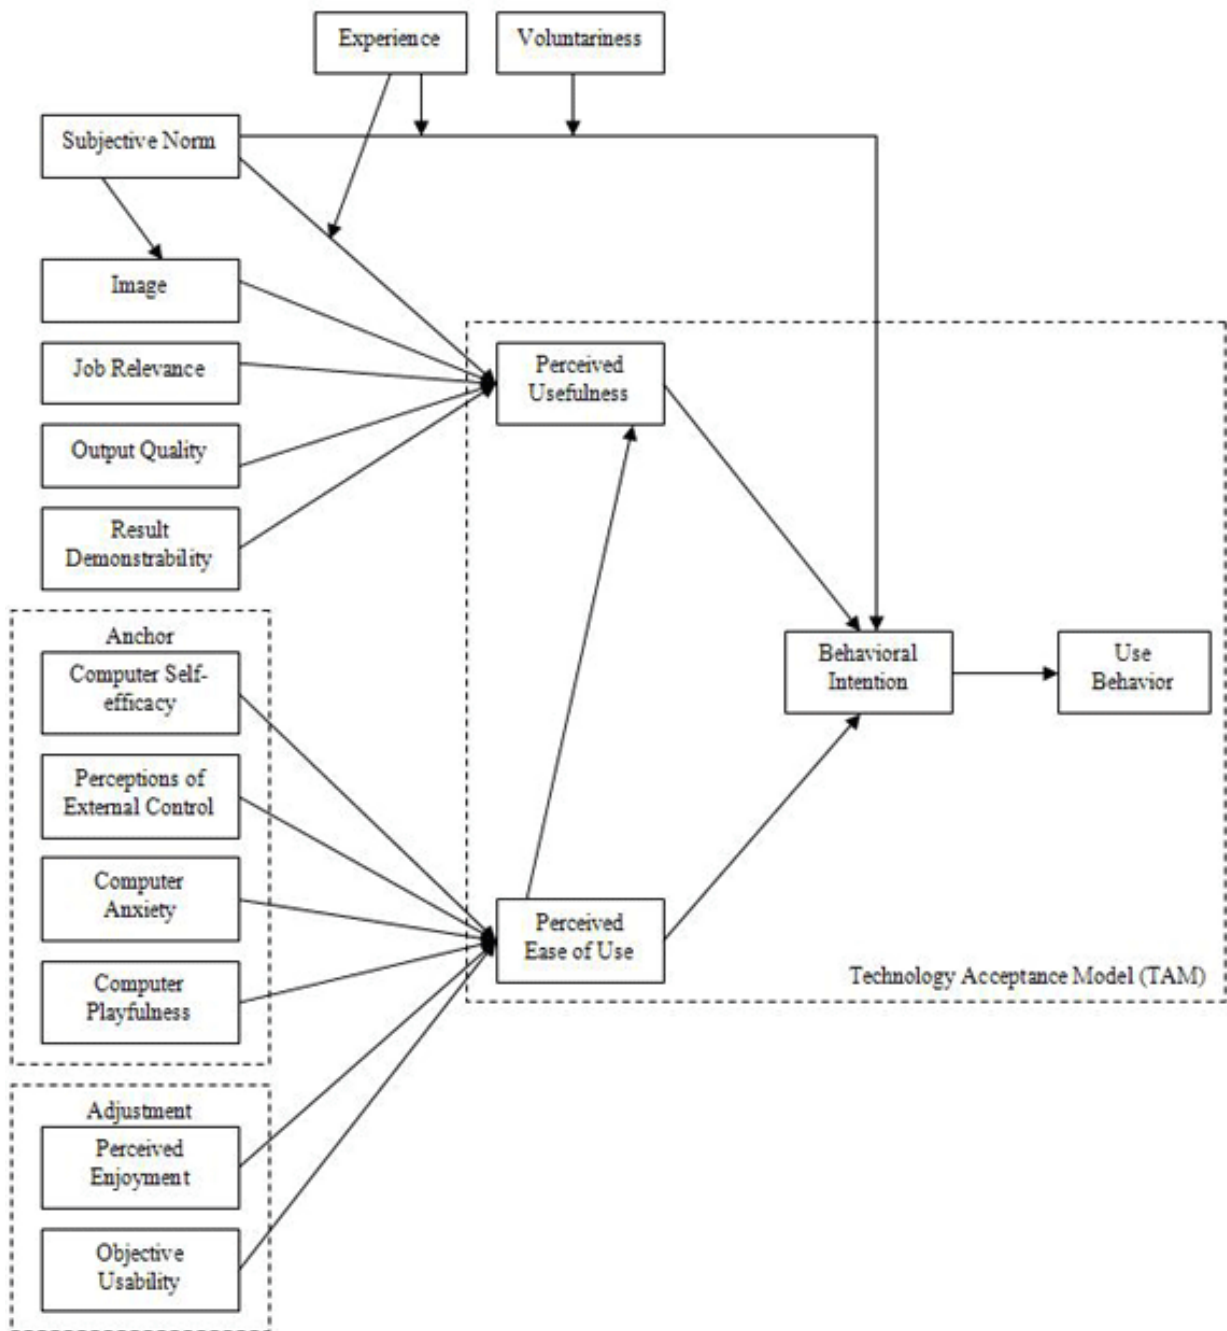 Experience
Voluntariness
Subjective Norm
Image
Job Relevance
Perceived
Usefulness
Output Quality
Result
Demonstrability
Anchor
Computer Self-
efficacy
Behavioral
Intention
Use
Behavior
Perceptions of
External Control
Computer
Anxiety
Perceived
Ease of Use
Computer
Playfulness
Technology Acceptance Model (TAM)
Adjustment
Perceived
Enjoyment
Objective
Usability